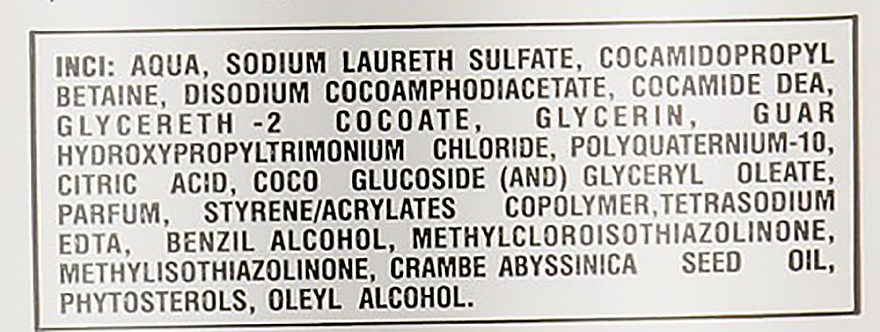 INCI: AQUA, SODIUM LAURETH SULFATE, COCAMIDOPROPYL
BETAINE, DISODIUM COCOAMPHODIACETATE, COCAMIDE DEA,
GLYCERETH -2 COCOATE, GLYCERIN, GUAR
HYDROXYPROPYLTRIMONIUM CHLORIDE, POLYQUATERNIUM-10,
CITRIC ACID, COCO GLUCOSIDE (AND) GLYCERYL OLEATE,
PARFUM, STYRENE/ACRYLATES COPOLYMER,TETRASODIUM
EDTA, BENZIL ALCOHOL, METHYLCLOROISOTHIAZOLINONE,
METHYLISOTHIAZOLINONE, CRAMBE ABYSSINICA SEED OIL,
PHYTOSTEROLS, OLEYL ALCOHOL.